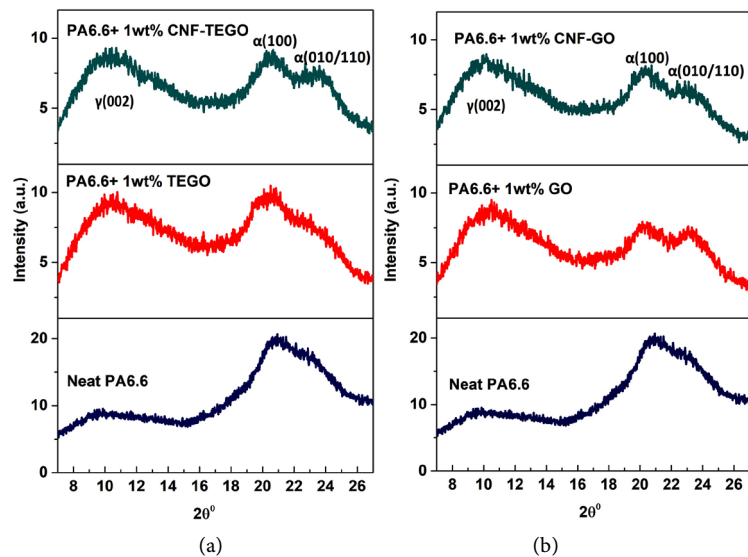 PA6.6+ 1wt% CNF-TEGO
α(100)
α(010/110)
γ(002)
10
5
PA6.6+ 1wt% TEGO
10
5
Intensity (a.u.)
20
Neat PA6.6
10
0
8 10 12 14 16 18 20 22 24 26
2θ⁰
(a)
PA6.6+ 1wt% CNF-GO
α(100)
α(010/110)
γ(002)
10
5
PA6.6+ 1wt% GO
10
5
Intensity (a.u.)
20
Neat PA6.6
10
0
8 10 12 14 16 18 20 22 24 26
2θ⁰
(b)